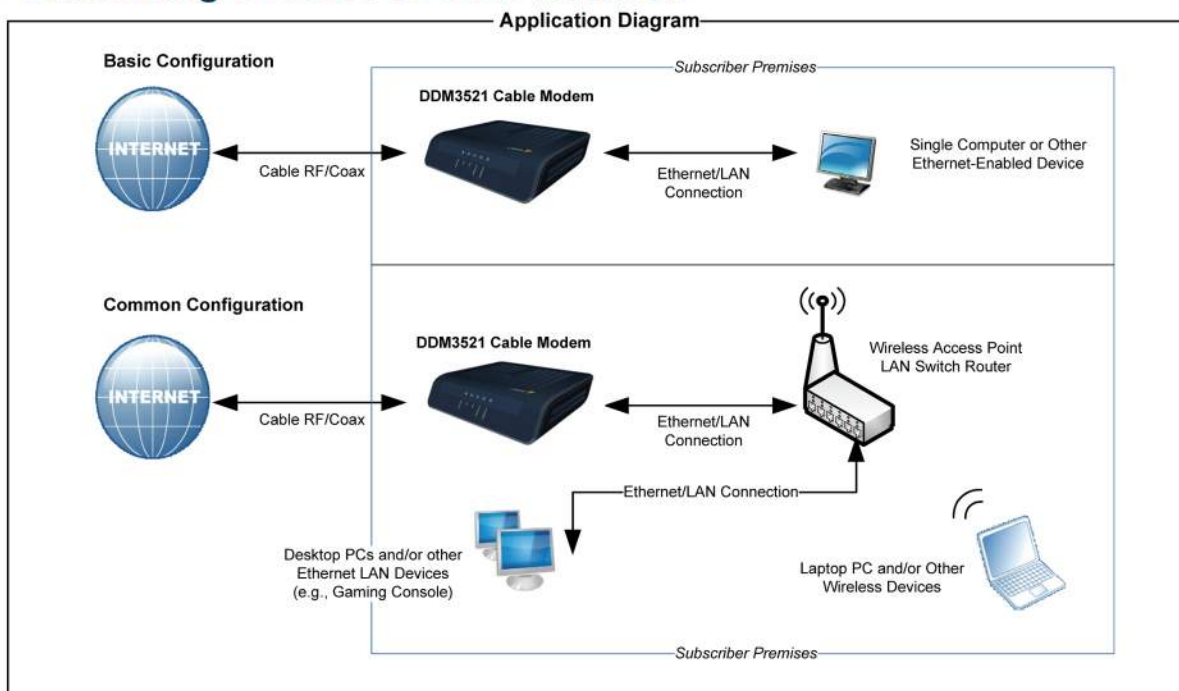 Application Diagram
Basic Configuration
Subscriber Premises
DDM3521 Cable Modem
INTERNET
Cable RF/Coax
Ethernet/LAN
Connection
Single Computer or Other
Ethernet-Enabled Device
Common Configuration
DDM3521 Cable Modem
INTERNET
Cable RF/Coax
Ethernet/LAN
Connection
Wireless Access Point
LAN Switch Router
Ethernet/LAN Connection
Desktop PCs and/or other
Ethernet LAN Devices
(e.g., Gaming Console)
Laptop PC and/or Other
Wireless Devices
Subscriber Premises